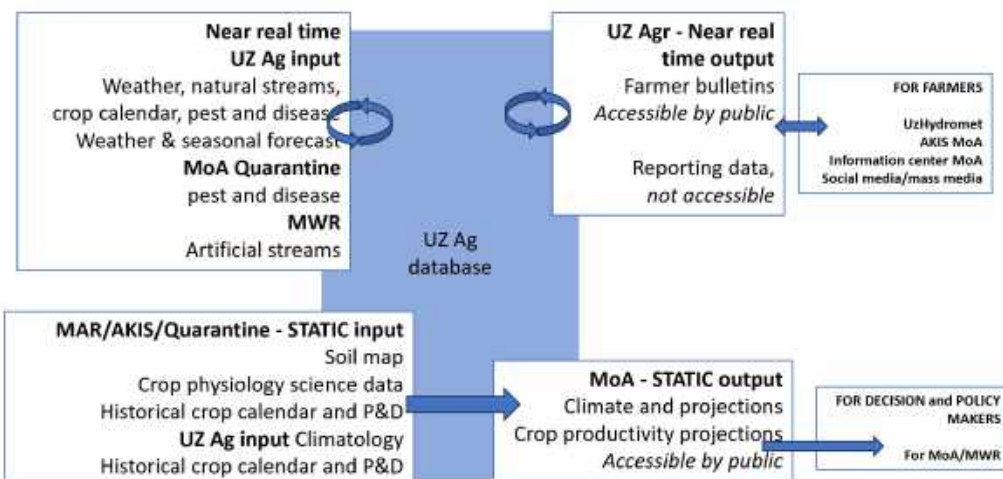 Near real time
UZ Ag input
Weather, natural streams,
crop calendar, pest and disease
Weather & seasonal forecast
MoA Quarantine
pest and disease
MWR
Artificial streams
UZ Agr - Near real
time output
Farmer bulletins
Accessible by public
Reporting data,
not accessible
FOR FARMERS
UzHydromet
AKIS MoA
Information center MoA
Social media/mass media
UZ Ag
database
MAR/AKIS/Quarantine - STATIC input
Soil map
Crop physiology science data
Historical crop calendar and P&D
UZ Ag input Climatology
Historical crop calendar and P&D
MoA - STATIC output
Climate and projections
Crop productivity projections
Accessible by public
FOR DECISION and POLICY
MAKERS
For MoA/MWR